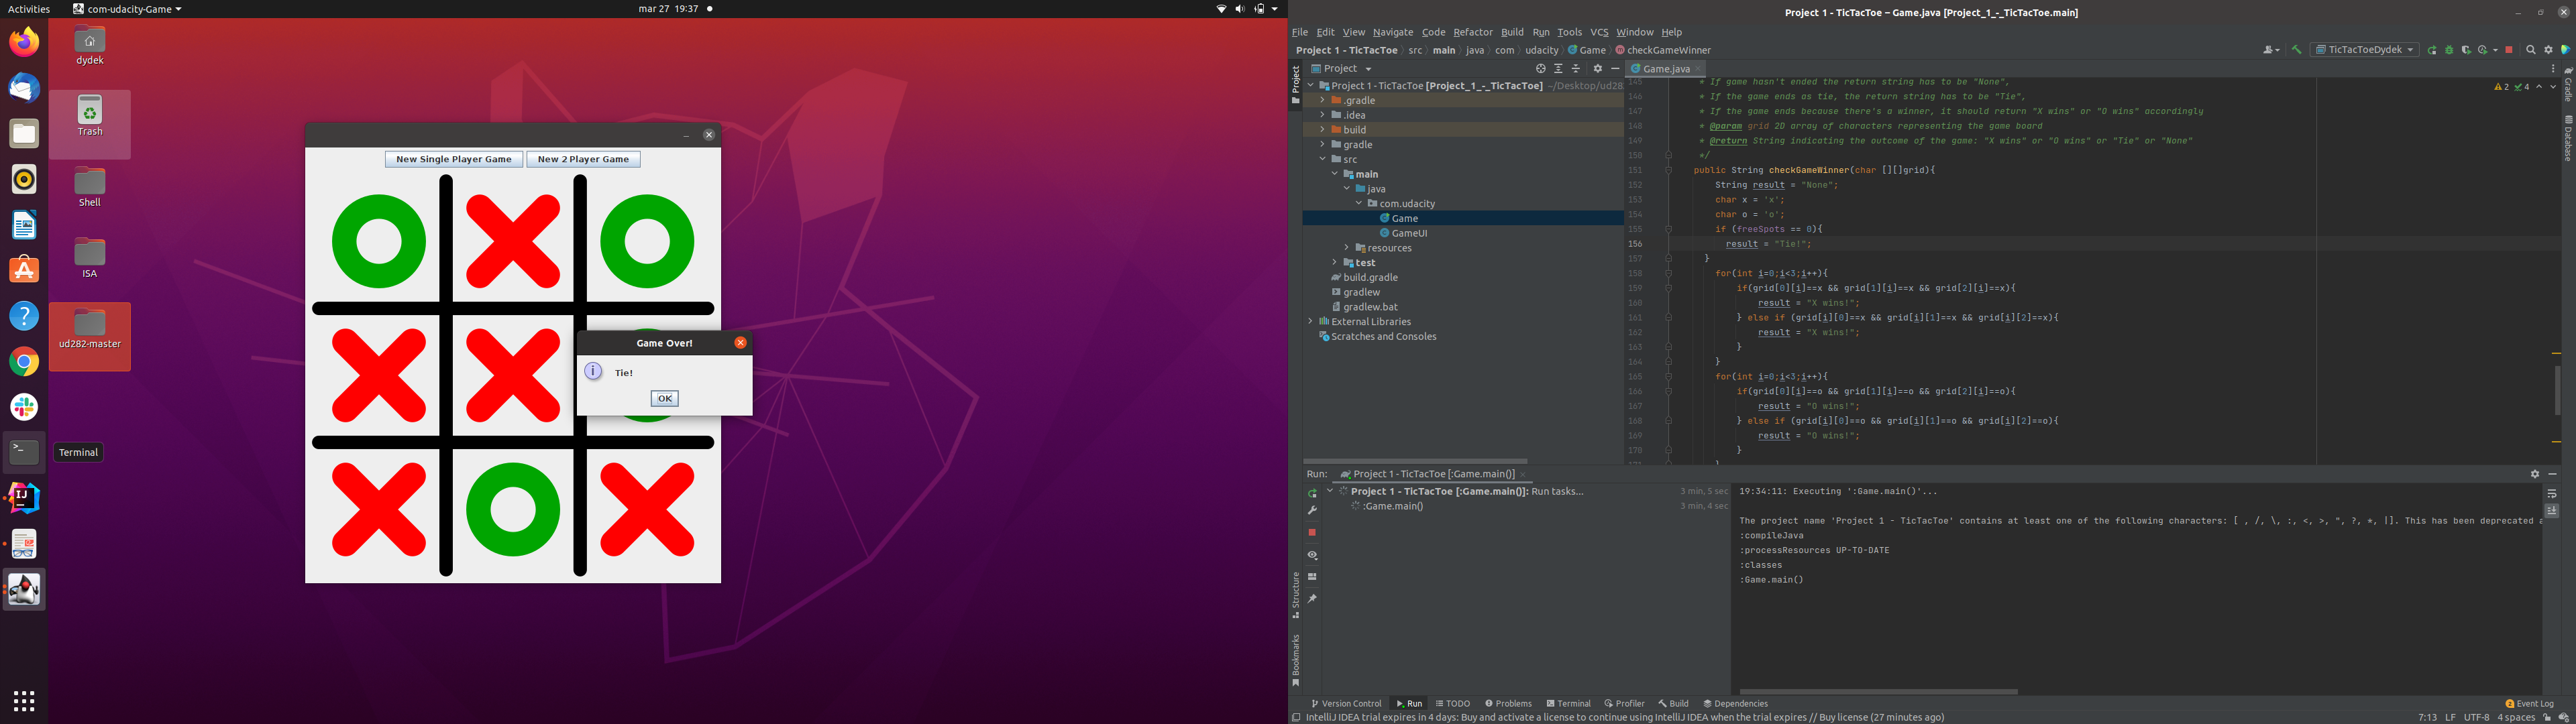 Activities
com-udacity-Game
mar 27 19:37
dydek
Trash
Shell
ISA
ud282-master
Terminal
New Single Player Game
New 2 Player Game
Game Over!
Tie!
OK
Project 1 - TicTacToe – Game.java [Project_1_-_TicTacToe.main]
File Edit View Navigate Code Refactor Build Run Tools VCS Window Help
Project 1 - TicTacToe src main java com udacity Game checkGameWinner
TicTacToeDydek
Project
Game.java
Project
Project 1 - TicTacToe [Project_1_-_TicTacToe] ~/Desktop/ud28
.gradle
.idea
build
gradle
src
main
java
com.udacity
Game
GameUI
resources
test
build.gradle
gradlew
gradlew.bat
External Libraries
Scratches and Consoles
2 4
145 * If game hasn't ended the return string has to be "None",
146 * If the game ends as tie, the return string has to be "Tie",
147 * If the game ends because there's a winner, it should return "X wins" or "O wins" accordingly
148 * @param grid 2D array of characters representing the game board
149 * @return String indicating the outcome of the game: "X wins" or "O wins" or "Tie" or "None"
150 */
151 public String checkGameWinner(char [][]grid){
152 String result = "None";
153 char x = 'x';
154 char o = 'o';
155 if (freeSpots == 0){
156 result = "Tie!";
157 }
158 for(int i=0;i<3;i++){
159 if(grid[0][i]==x && grid[1][i]==x && grid[2][i]==x){
160 result = "X wins!";
161 } else if (grid[i][0]==x && grid[i][1]==x && grid[i][2]==x){
162 result = "X wins!";
163 }
164 }
165 for(int i=0;i<3;i++){
166 if(grid[0][i]==o && grid[1][i]==o && grid[2][i]==o){
167 result = "O wins!";
168 } else if (grid[i][0]==o && grid[i][1]==o && grid[i][2]==o){
169 result = "O wins!";
170 }
Gradle
Database
Run: Project 1 - TicTacToe [:Game.main()]
Project 1 - TicTacToe [:Game.main()]: Run tasks... 3 min, 5 sec
:Game.main() 3 min, 4 sec
19:34:11: Executing ':Game.main()'...
The project name 'Project 1 - TicTacToe' contains at least one of the following characters: [ , /, \, :, <, >, ", ?, *, |]. This has been deprecated a
:compileJava
:processResources UP-TO-DATE
:classes
:Game.main()
Structure
Bookmarks
Version Control Run TODO Problems Terminal Profiler Build Dependencies
2 Event Log
IntelliJ IDEA trial expires in 4 days: Buy and activate a license to continue using IntelliJ IDEA when the trial expires // Buy license (27 minutes ago)
7:13 LF UTF-8 4 spaces